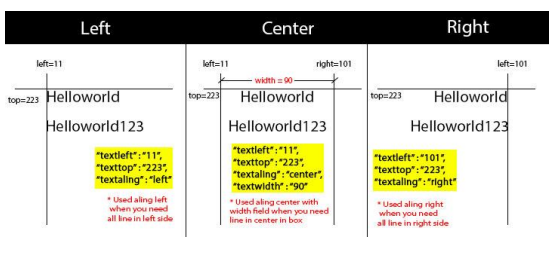 Left
left=11
top=223
Helloworld
Helloworld123
"textleft" : "11",
"texttop" : "223",
"textaling" : "left"
* Used aling left
when you need
all line in left side
Center
left=11
right=101
width = 90
top=223
Helloworld
Helloworld123
"textleft" : "11",
"texttop" : "223",
"textaling" : "center",
"textwidth" : "90"
* Used aling center with
width field when you need
line in center in box
Right
left=101
top=223
Helloworld
Helloworld123
"textleft" : "101",
"texttop" : "223",
"textaling" : "right"
* Used aling right
when you need
all line in right side